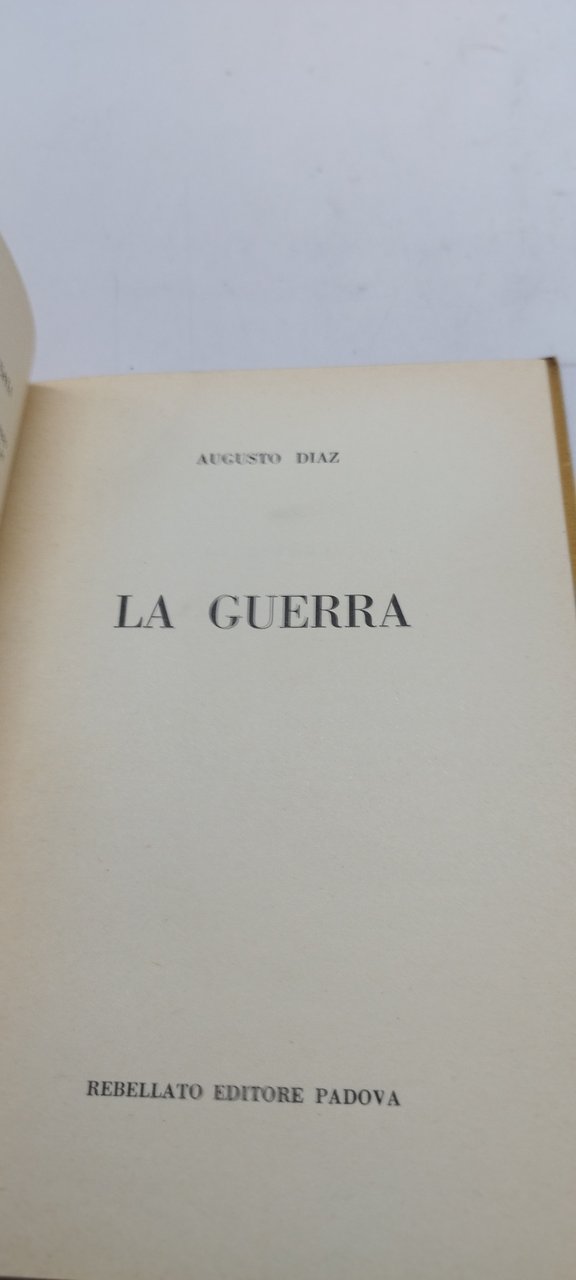 AUGUSTO DIAZ
LA GUERRA
REBELLATO EDITORE PADOVA